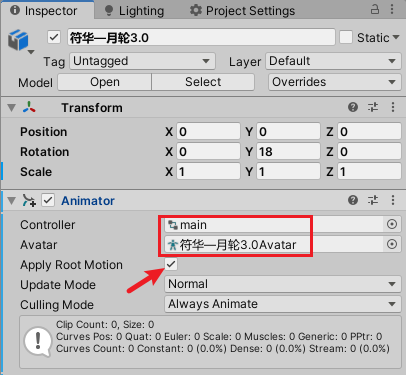 Inspector Lighting Project Settings
符华—月轮3.0 Static
Tag Untagged Layer Default
Model Open Select Overrides
Transform
Position X 0 Y 0 Z 0
Rotation X 0 Y 18 Z 0
Scale X 1 Y 1 Z 1
Animator
Controller main
Avatar 符华—月轮3.0Avatar
Apply Root Motion
Update Mode Normal
Culling Mode Always Animate
Clip Count: 0, Size: 0
Curves Pos: 0 Quat: 0 Euler: 0 Scale: 0 Muscles: 0 Generic: 0 PPtr: 0
Curves Count: 0 Constant: 0 (0.0%) Dense: 0 (0.0%) Stream: 0 (0.0%)